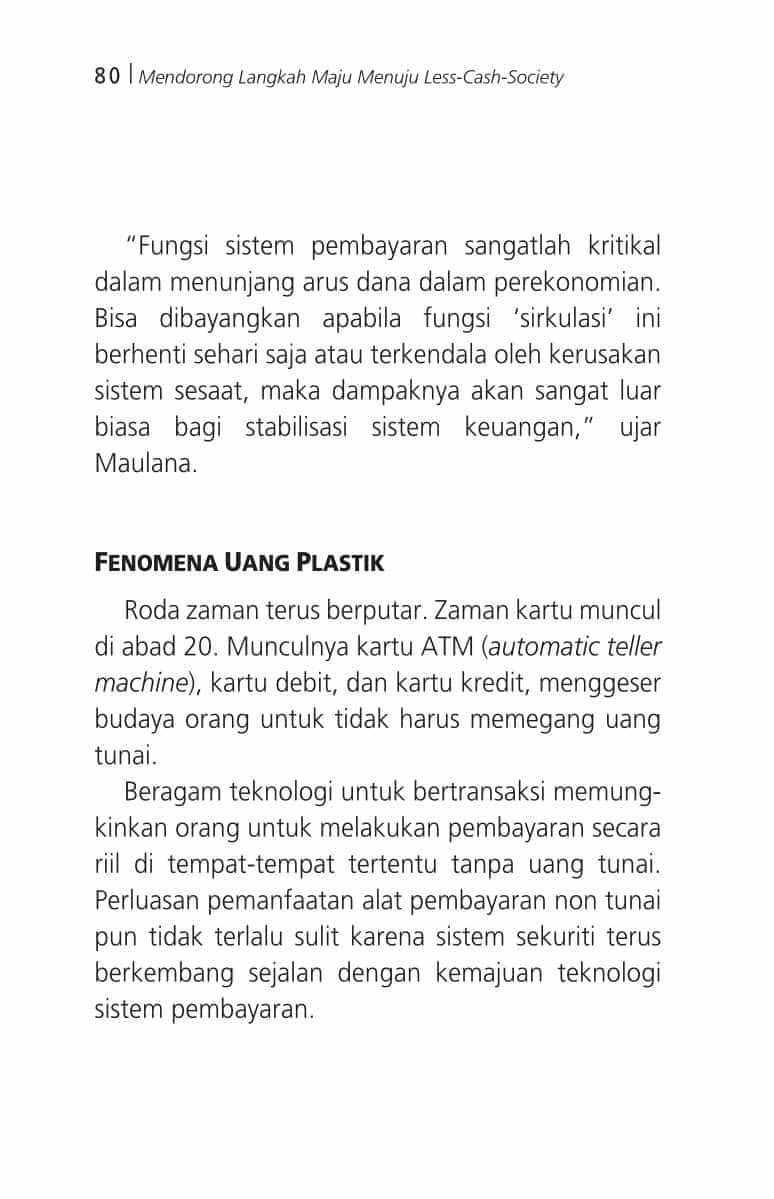 80 | Mendorong Langkah Maju Menuju Less-Cash-Society
“Fungsi sistem pembayaran sangatlah kritikal
dalam menunjang arus dana dalam perekonomian.
Bisa dibayangkan apabila fungsi ‘sirkulasi’ ini
berhenti sehari saja atau terkendala oleh kerusakan
sistem sesaat, maka dampaknya akan sangat luar
biasa bagi stabilisasi sistem keuangan,” ujar
Maulana.
FENOMENA UANG PLASTIK
Roda zaman terus berputar. Zaman kartu muncul
di abad 20. Munculnya kartu ATM (automatic teller
machine), kartu debit, dan kartu kredit, menggeser
budaya orang untuk tidak harus memegang uang
tunai.
Beragam teknologi untuk bertransaksi memung-
kinkan orang untuk melakukan pembayaran secara
riil di tempat-tempat tertentu tanpa uang tunai.
Perluasan pemanfaatan alat pembayaran non tunai
pun tidak terlalu sulit karena sistem sekuriti terus
berkembang sejalan dengan kemajuan teknologi
sistem pembayaran.